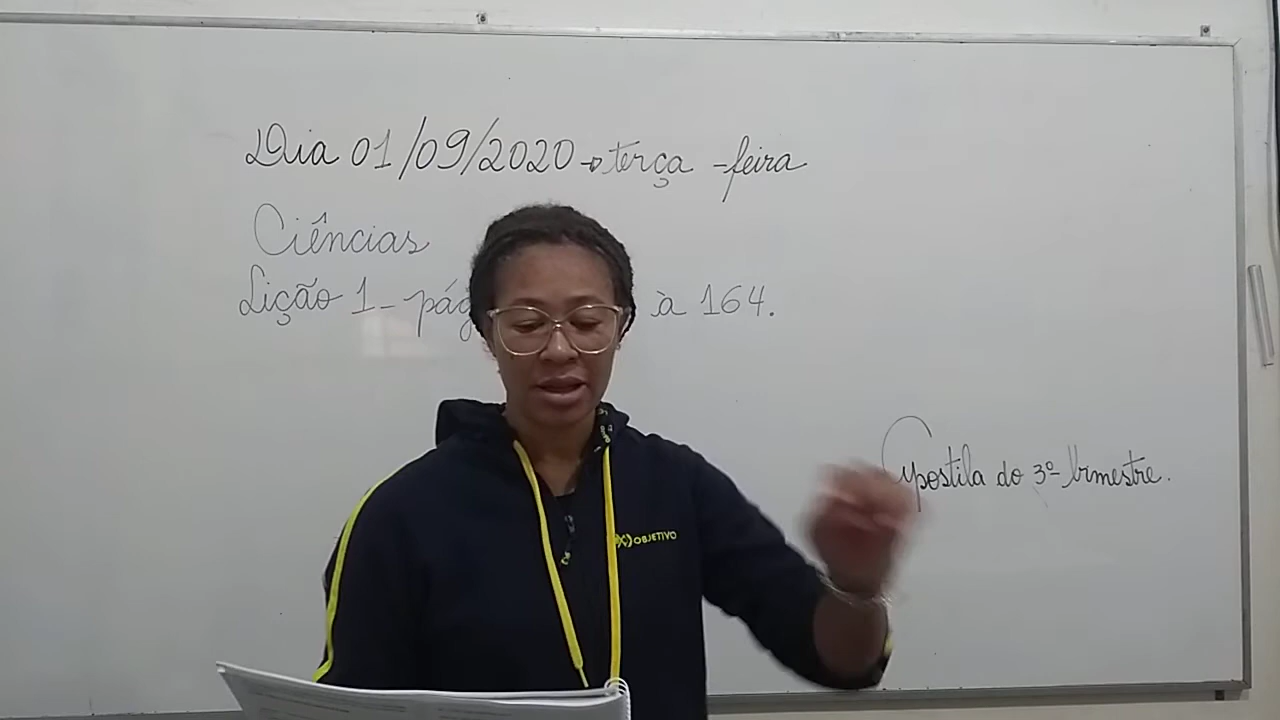 Dia 01/09/2020 → terça-feira
Ciências
Lição 1 - pág à 164.
Apostila do 3º bimestre.
OBJETIVO